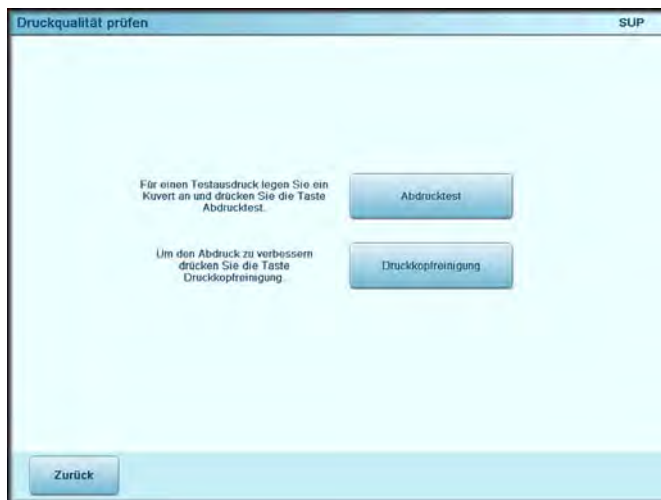 Druckqualität prüfen SUP
Für einen Testausdruck legen Sie ein
Kuvert an und drücken Sie die Taste
Abdrucktest.
Abdrucktest
Um den Abdruck zu verbessern
drücken Sie die Taste
Druckkopfreinigung.
Druckkopfreinigung
Zurück